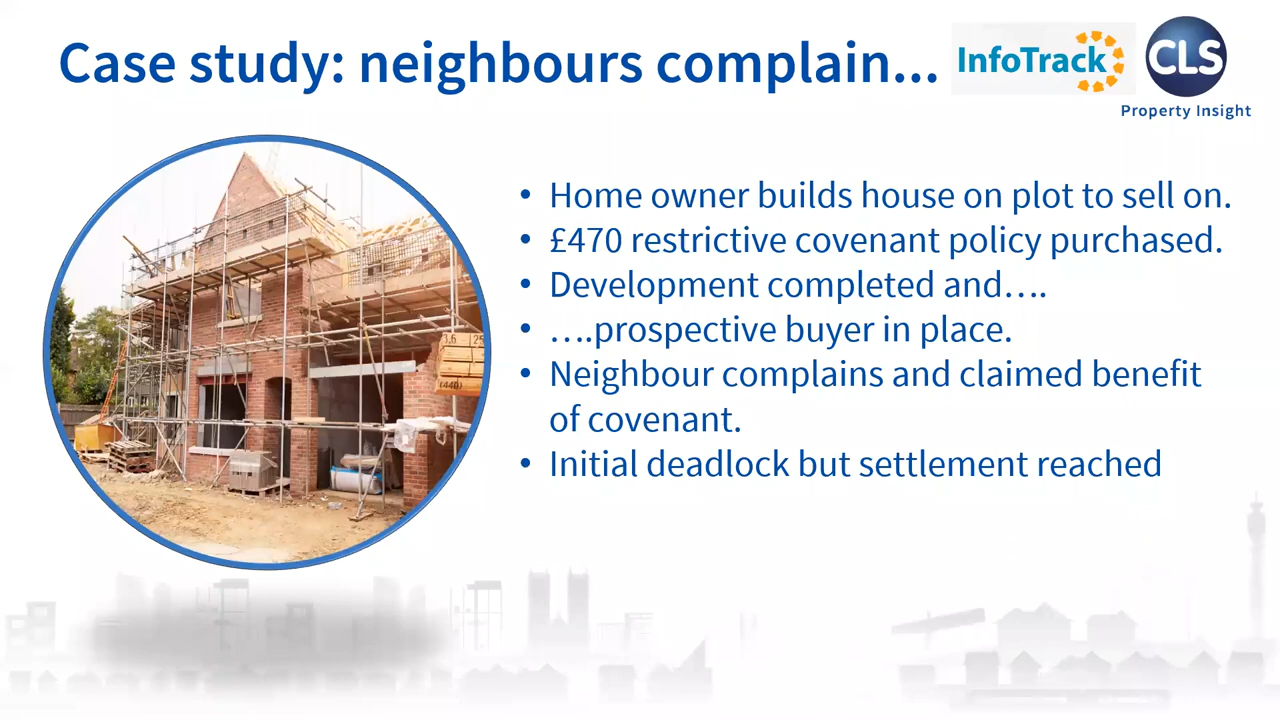 Case study: neighbours complain...
InfoTrack
CLS
Property Insight
• Home owner builds house on plot to sell on.
• £470 restrictive covenant policy purchased.
• Development completed and….
• ….prospective buyer in place.
• Neighbour complains and claimed benefit
of covenant.
• Initial deadlock but settlement reached